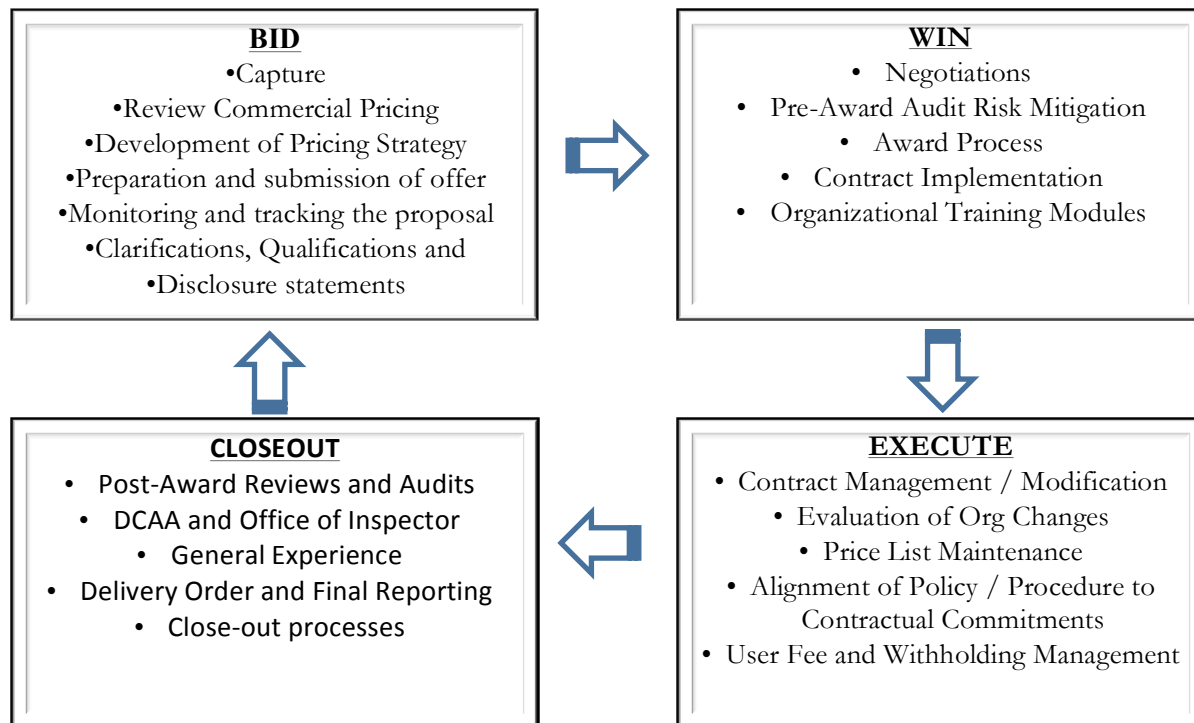 BID
•Capture
•Review Commercial Pricing
•Development of Pricing Strategy
•Preparation and submission of offer
•Monitoring and tracking the proposal
•Clarifications, Qualifications and
•Disclosure statements
WIN
• Negotiations
• Pre-Award Audit Risk Mitigation
• Award Process
• Contract Implementation
• Organizational Training Modules
CLOSEOUT
• Post-Award Reviews and Audits
• DCAA and Office of Inspector
• General Experience
• Delivery Order and Final Reporting
• Close-out processes
EXECUTE
• Contract Management / Modification
• Evaluation of Org Changes
• Price List Maintenance
• Alignment of Policy / Procedure to
Contractual Commitments
• User Fee and Withholding Management